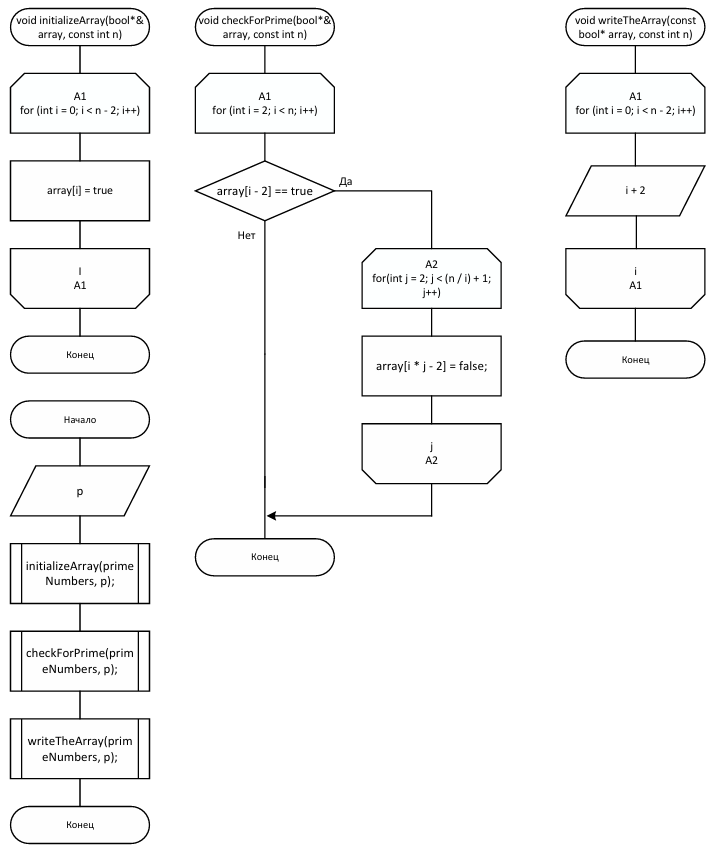 void initializeArray(bool*&
array, const int n)
A1
for (int i = 0; i < n - 2; i++)
array[i] = true
I
A1
Конец
Начало
p
initializeArray(prime
Numbers, p);
checkForPrime(prim
eNumbers, p);
writeTheArray(prim
eNumbers, p);
Конец
void checkForPrime(bool*&
array, const int n)
A1
for (int i = 2; i < n; i++)
array[i - 2] == true
Да
Нет
A2
for(int j = 2; j < (n / i) + 1;
j++)
array[i * j - 2] = false;
j
A2
Конец
void writeTheArray(const
bool* array, const int n)
A1
for (int i = 0; i < n - 2; i++)
i + 2
i
A1
Конец